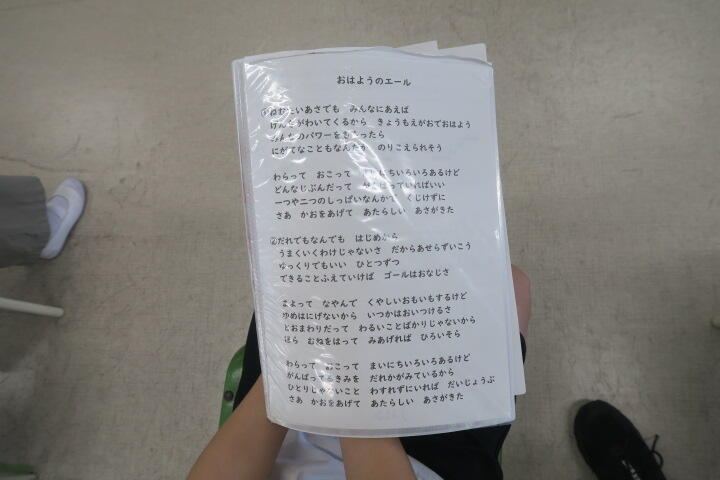 おはようのエール
①ねむたいあさでも　みんなにあえば
げんきがわいてくるから　きょうもえがおでおはよう
みんなのパワーをもらったら
にがてなこともなんだか　のりこえられそう
わらって　おこって　まいにちいろいろあるけど
どんなじぶんだって　　　っていればいい
一つや二つのしっぱいなんかで　くじけずに
さあ　かおをあげて　あたらしい　あさがきた
②だれでもなんでも　はじめから
うまくいくわけじゃないさ　だからあせらずいこう
ゆっくりでもいい　ひとつずつ
できることふえていけば　ゴールはおなじさ
まよって　なやんで　くやしいおもいもするけど
ゆめはにげないから　いつかはおいつけるさ
とおまわりだって　わるいことばかりじゃないから
ほら　むねをはって　みあげれば　ひろいそら
わらって　おこって　まいにちいろいろあるけど
がんばってるきみを　だれかがみているから
ひとりじゃないこと　わすれずにいれば　だいじょうぶ
さあ　かおをあげて　あたらしい　あさがきた